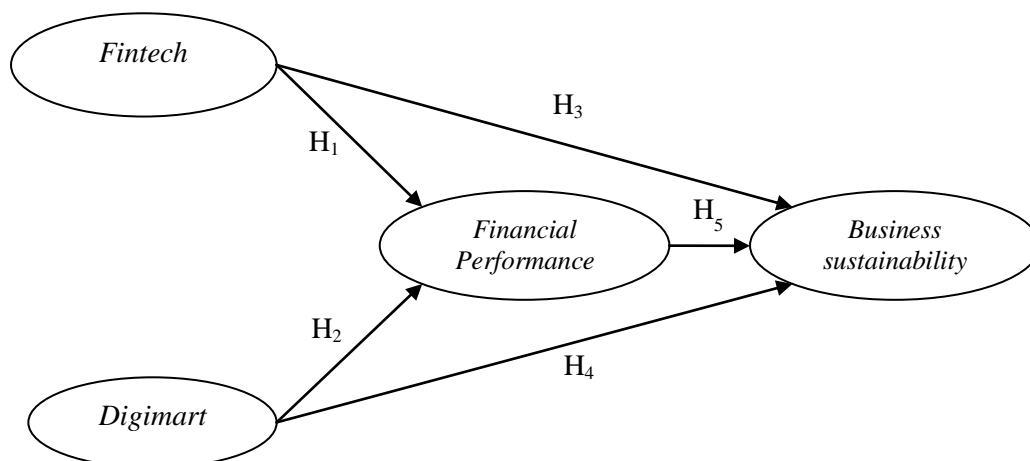 Fintech
H₃
H₁
H₅
Financial
Performance
Business
sustainability
H₂
H₄
Digimart